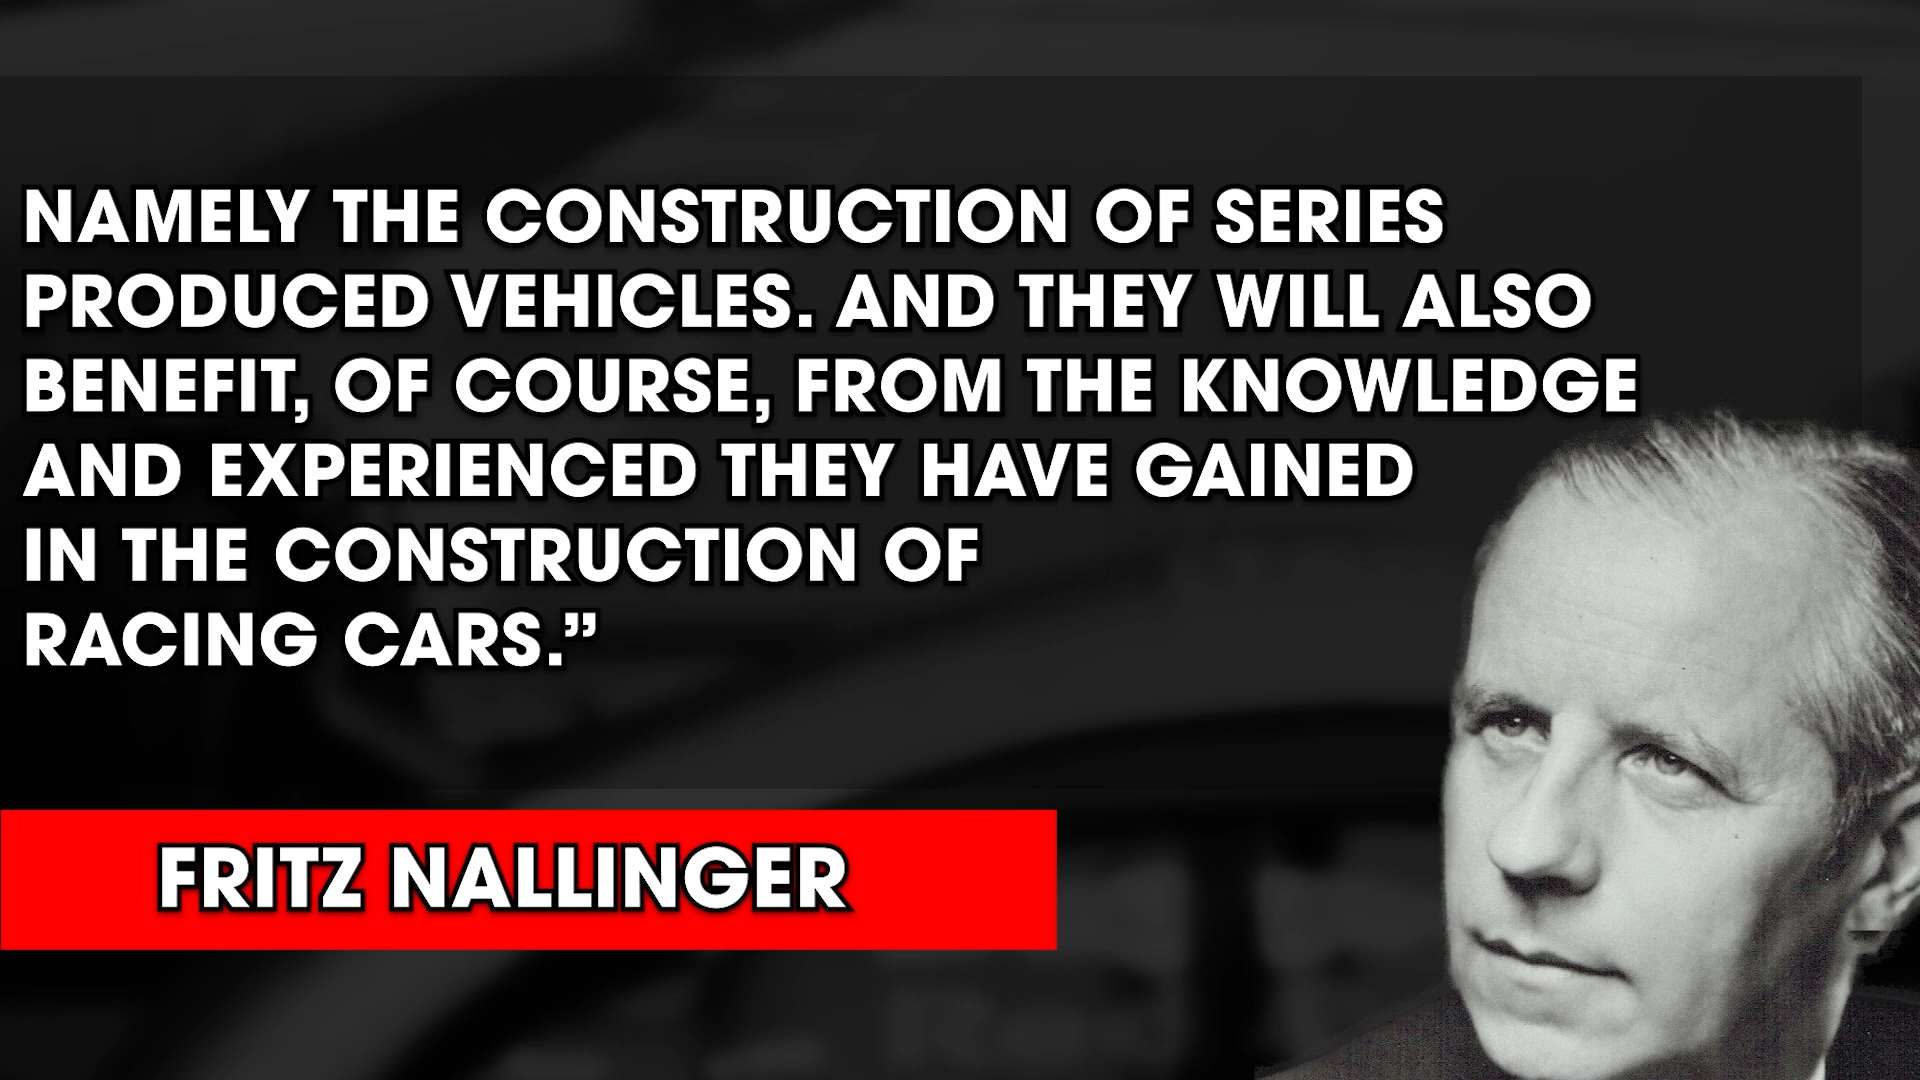 NAMELY THE CONSTRUCTION OF SERIES
PRODUCED VEHICLES. AND THEY WILL ALSO
BENEFIT, OF COURSE, FROM THE KNOWLEDGE
AND EXPERIENCED THEY HAVE GAINED
IN THE CONSTRUCTION OF
RACING CARS.”
FRITZ NALLINGER